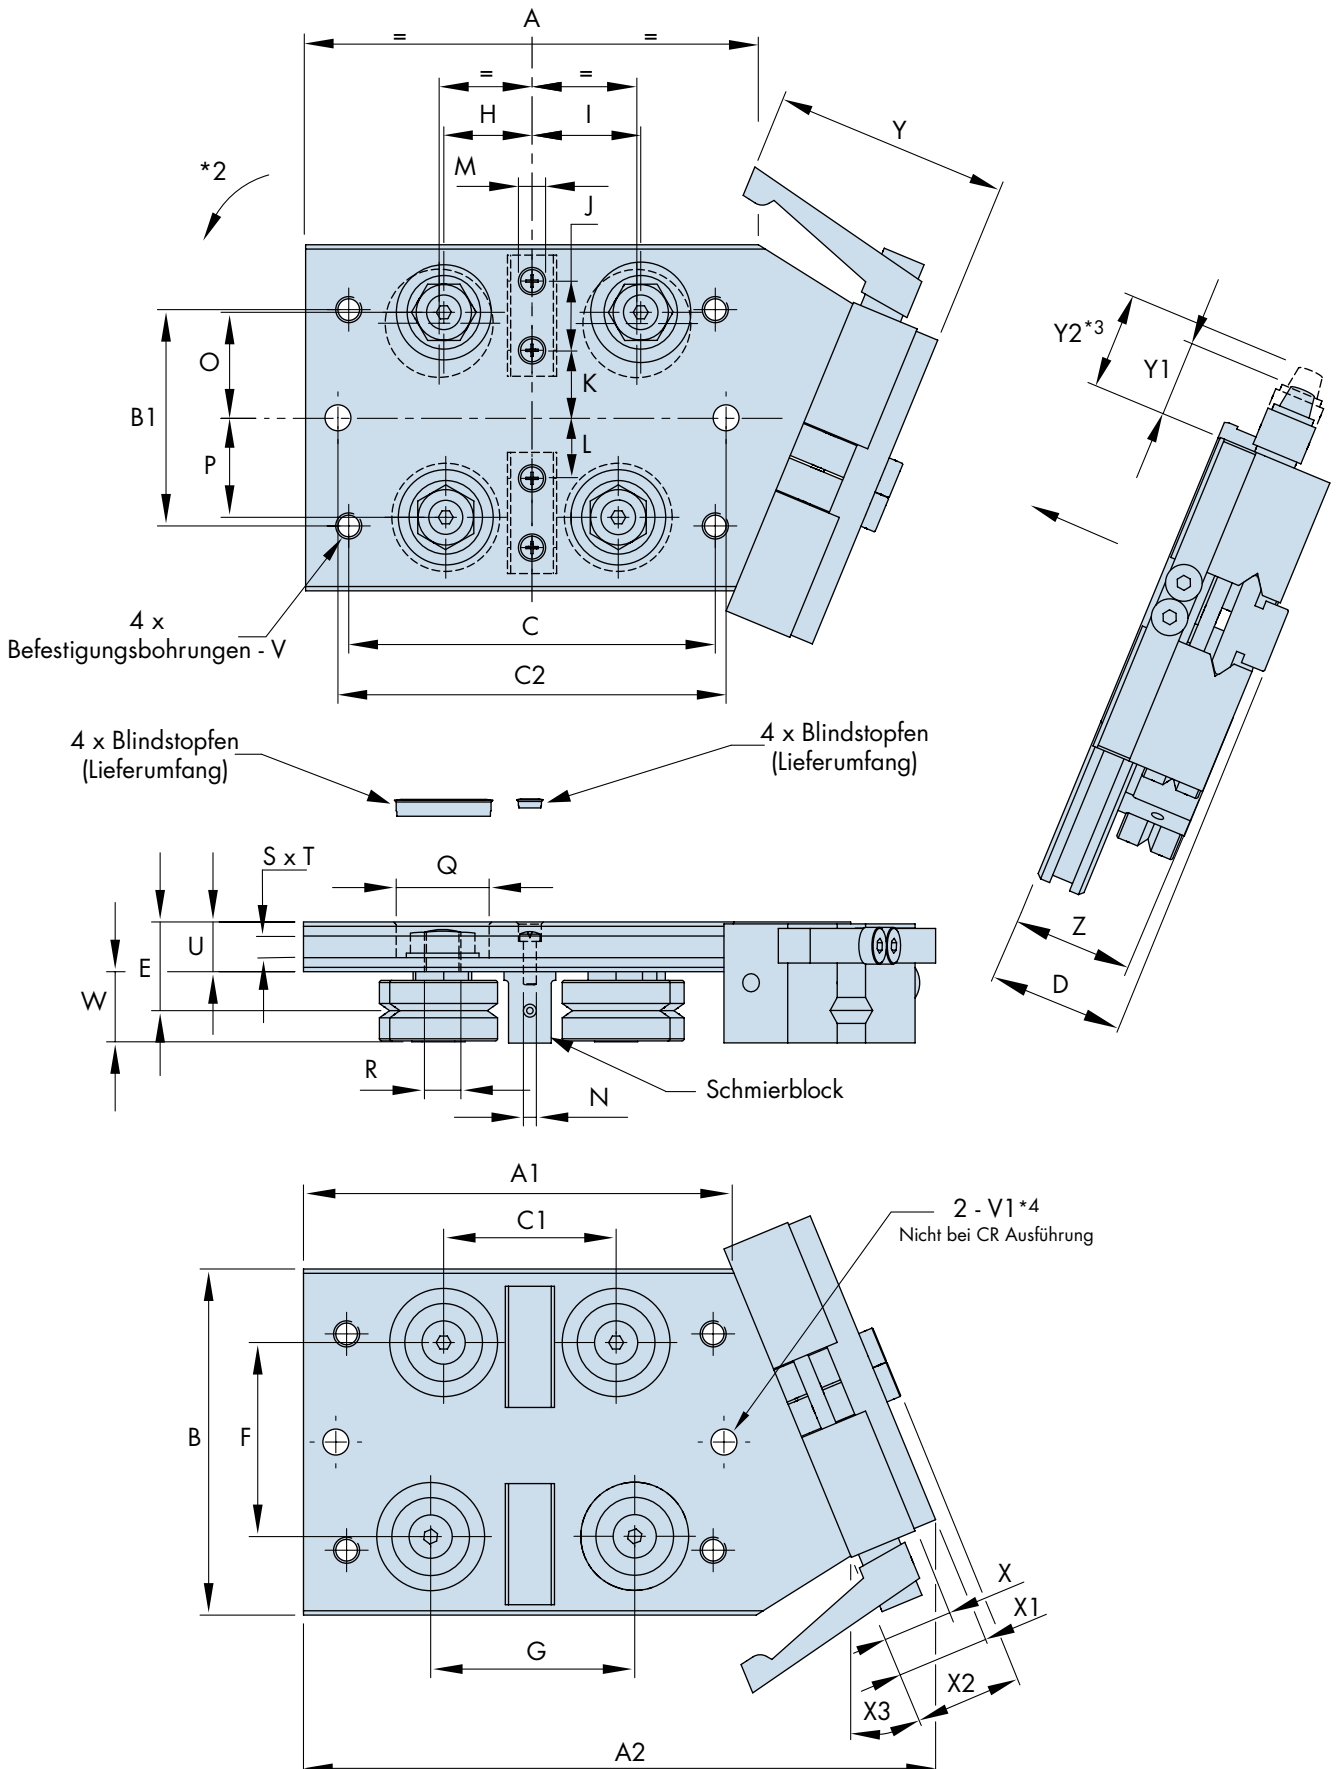 A
= =
= =
H I
Y
M
J
*2
Y2*3
Y1
O
K
B1
L
P
4 x
Befestigungsbohrungen - V
C
C2
4 x Blindstopfen
(Lieferumfang)
4 x Blindstopfen
(Lieferumfang)
S x T
Q
U
E
W
Z
D
R
N
Schmierblock
A1
C1
2 - V1*4
Nicht bei CR Ausführung
B
F
X
X1
G
X2
X3
A2